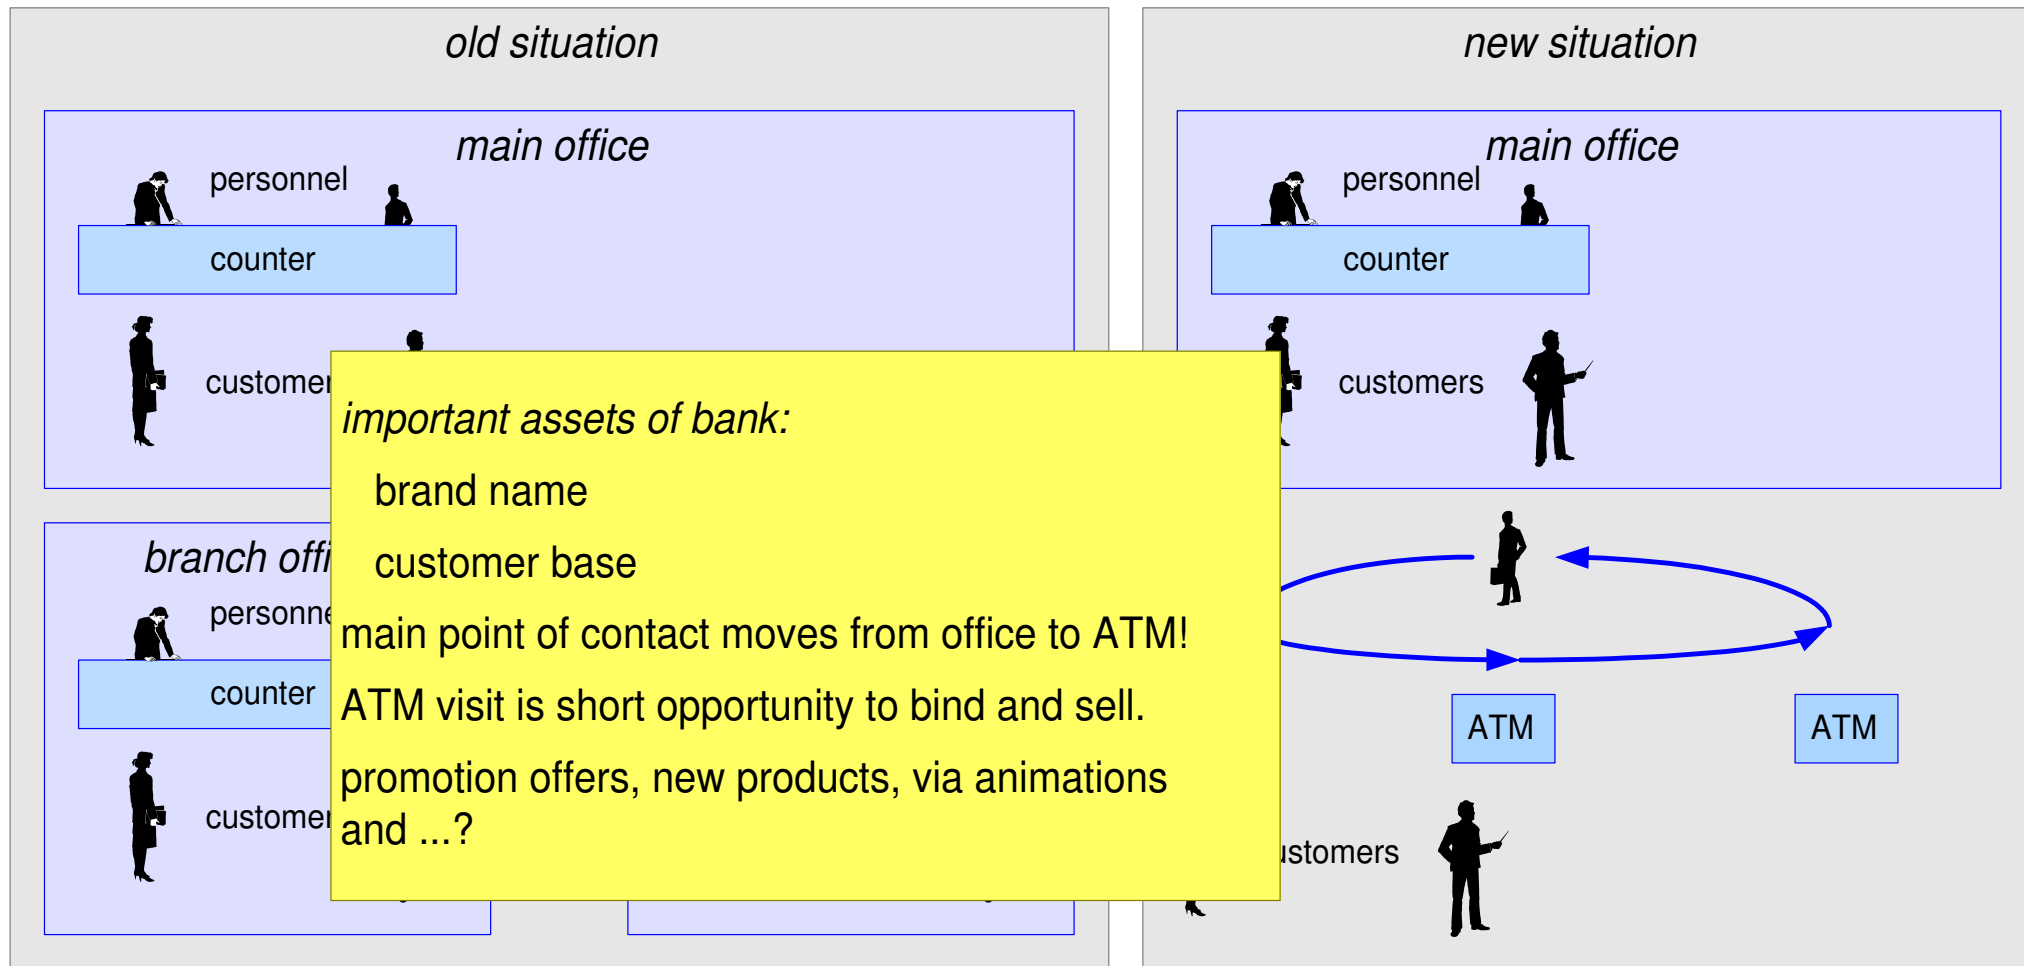 old situation
main office
personnel
counter
customer
branch offi
personne
counter
customer
important assets of bank:
brand name
customer base
main point of contact moves from office to ATM!
ATM visit is short opportunity to bind and sell.
promotion offers, new products, via animations
and ...?
new situation
main office
personnel
counter
customers
ATM ATM
ustomers